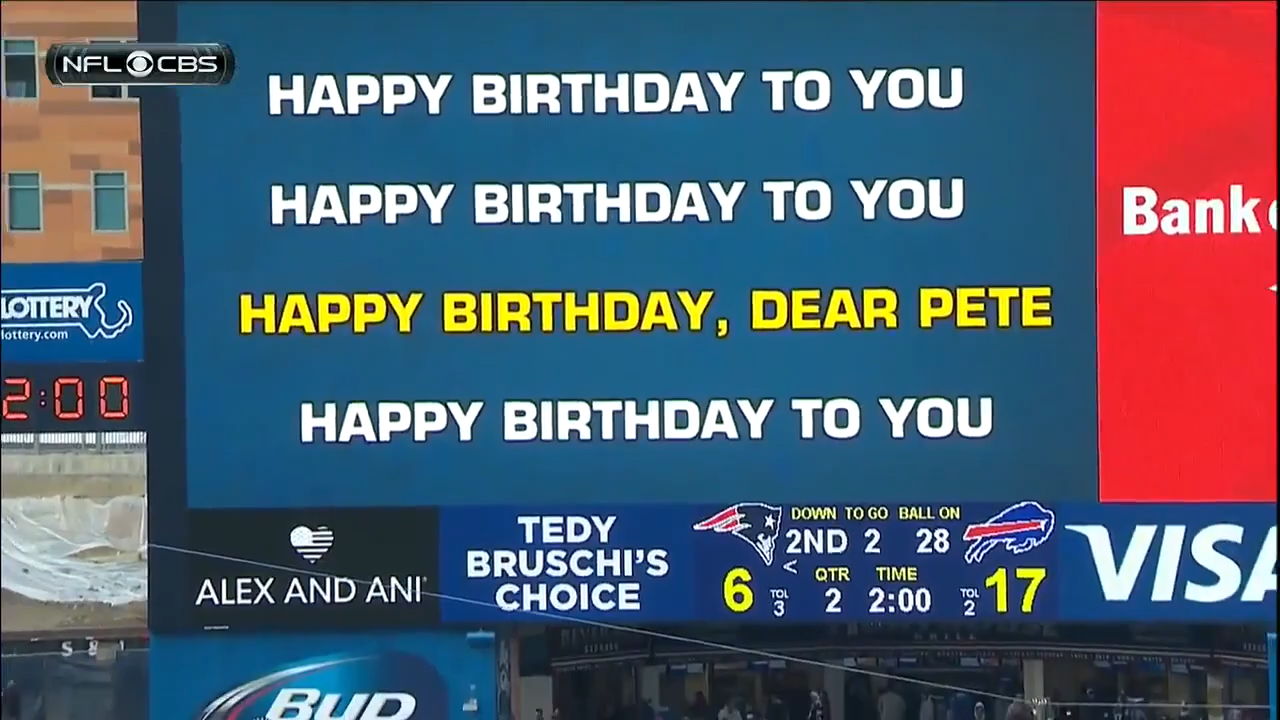 NFL CBS
HAPPY BIRTHDAY TO YOU
HAPPY BIRTHDAY TO YOU
HAPPY BIRTHDAY, DEAR PETE
HAPPY BIRTHDAY TO YOU
Bank
LOTTERY
lottery.com
2:00
ALEX AND ANI
TEDY
BRUSCHI'S
CHOICE
DOWN TO GO BALL ON
2ND 2 28
<
QTR TIME
6 TOL 3 2 2:00 TOL 2 17
VISA
BUD
GRILL